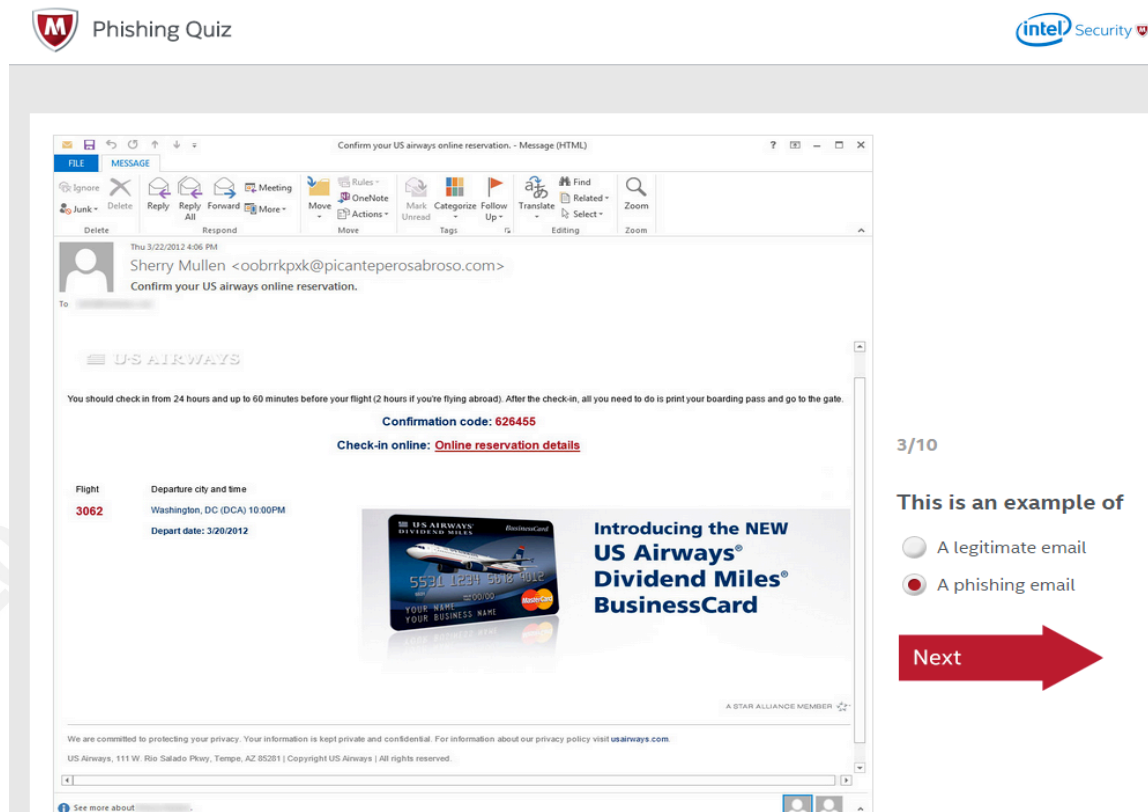 Phishing Quiz
intel Security
Confirm your US airways online reservation. - Message (HTML)
FILE MESSAGE
Ignore
Junk
Delete
Delete
Reply
Reply All
Forward
Meeting
More
Respond
Move
Rules
OneNote
Actions
Move
Mark Unread
Categorize
Follow Up
Tags
Translate
Find
Related
Select
Editing
Zoom
Zoom
Thu 3/22/2012 4:06 PM
Sherry Mullen <oobrrkpxk@picanteperosabroso.com>
Confirm your US airways online reservation.
To
U·S AIRWAYS
You should check in from 24 hours and up to 60 minutes before your flight (2 hours if you're flying abroad). After the check-in, all you need to do is print your boarding pass and go to the gate.
Confirmation code: 626455
Check-in online: Online reservation details
Flight Departure city and time
3062 Washington, DC (DCA) 10:00PM
Depart date: 3/20/2012
US AIRWAYS
DIVIDEND MILES
BusinessCard
5531 1234 5678 9012
00/00
YOUR NAME
YOUR BUSINESS NAME
MasterCard
Introducing the NEW
US Airways®
Dividend Miles®
BusinessCard
A STAR ALLIANCE MEMBER
We are committed to protecting your privacy. Your information is kept private and confidential. For information about our privacy policy visit usairways.com.
US Airways, 111 W. Rio Salado Pkwy, Tempe, AZ 85281 | Copyright US Airways | All rights reserved.
See more about
3/10
This is an example of
A legitimate email
A phishing email
Next